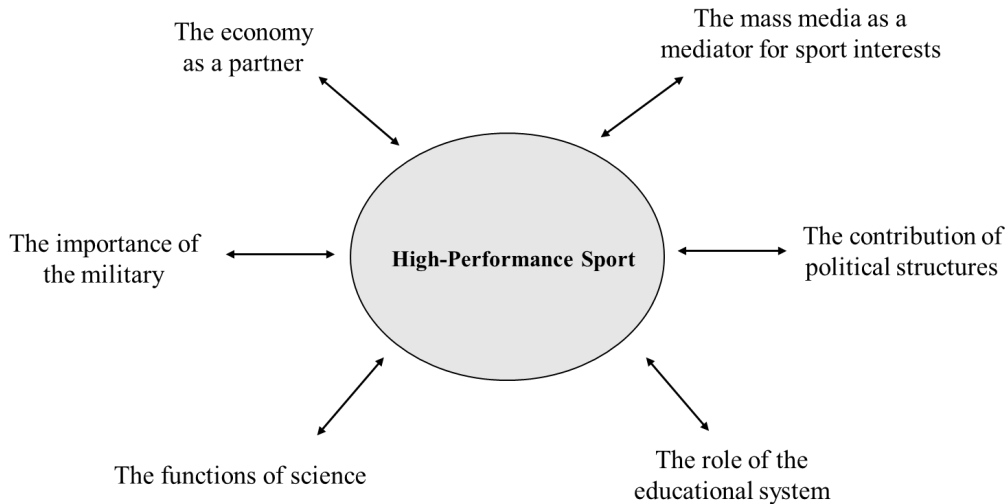 The economy
as a partner
The mass media as a
mediator for sport interests
The importance of
the military
High-Performance Sport
The contribution of
political structures
The functions of science
The role of the
educational system